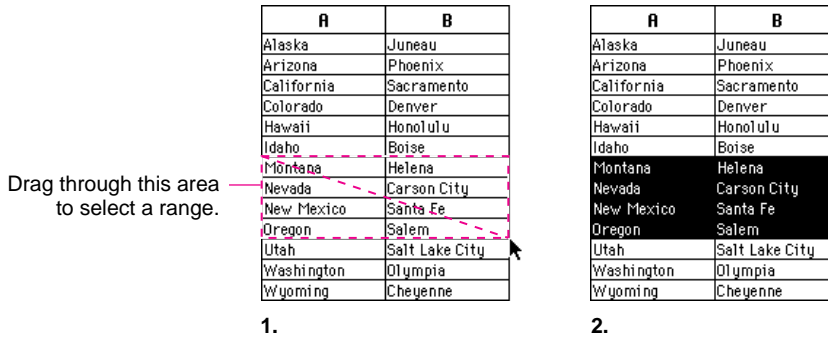 A B
Alaska Juneau
Arizona Phoenix
California Sacramento
Colorado Denver
Hawaii Honolulu
Idaho Boise
Montana Helena
Nevada Carson City
New Mexico Santa Fe
Oregon Salem
Utah Salt Lake City
Washington Olympia
Wyoming Cheyenne
Drag through this area
to select a range.
1.
A B
Alaska Juneau
Arizona Phoenix
California Sacramento
Colorado Denver
Hawaii Honolulu
Idaho Boise
Montana Helena
Nevada Carson City
New Mexico Santa Fe
Oregon Salem
Utah Salt Lake City
Washington Olympia
Wyoming Cheyenne
2.